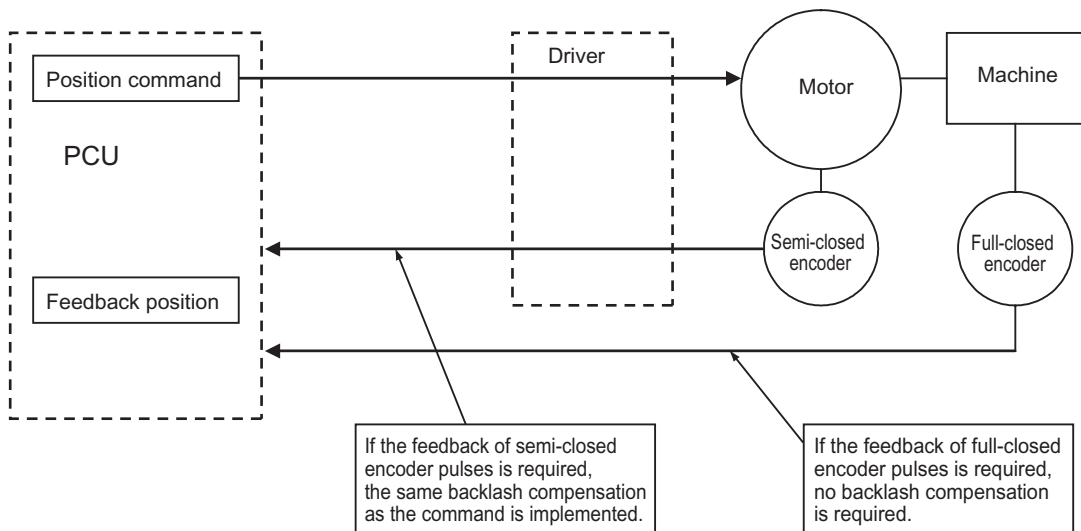 Position command
Driver
Motor
Machine
PCU
Semi-closed
encoder
Full-closed
encoder
Feedback position
If the feedback of semi-closed
encoder pulses is required,
the same backlash compensation
as the command is implemented.
If the feedback of full-closed
encoder pulses is required,
no backlash compensation
is required.